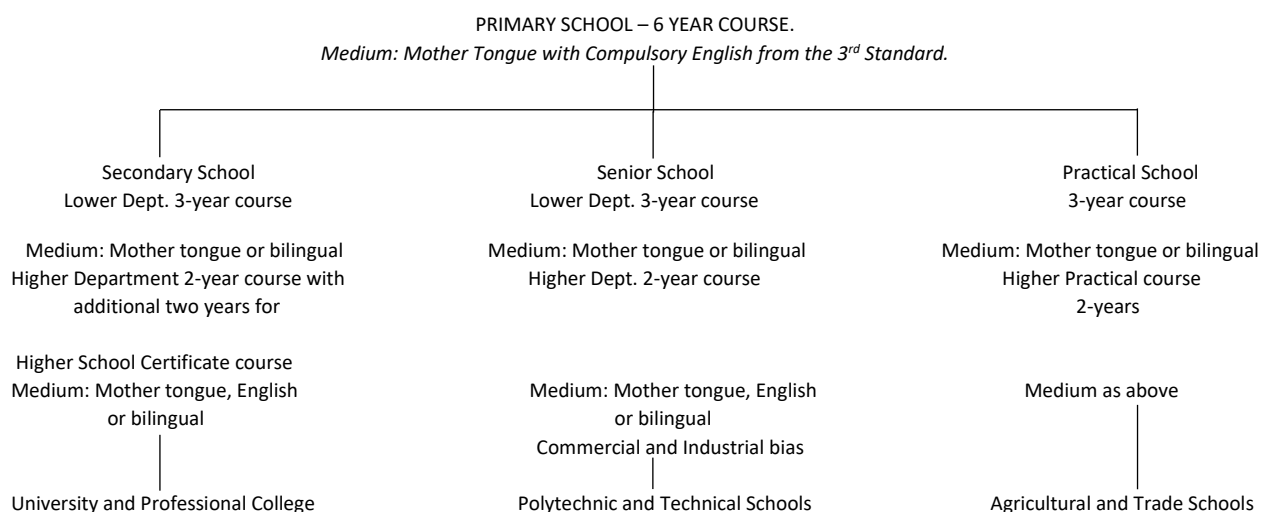 PRIMARY SCHOOL – 6 YEAR COURSE.
Medium: Mother Tongue with Compulsory English from the 3rd Standard.
Secondary School
Lower Dept. 3-year course
Medium: Mother tongue or bilingual
Higher Department 2-year course with
additional two years for
Higher School Certificate course
Medium: Mother tongue, English
or bilingual
University and Professional College
Senior School
Lower Dept. 3-year course
Medium: Mother tongue or bilingual
Higher Dept. 2-year course
Medium: Mother tongue, English
or bilingual
Commercial and Industrial bias
Polytechnic and Technical Schools
Practical School
3-year course
Medium: Mother tongue or bilingual
Higher Practical course
2-years
Medium as above
Agricultural and Trade Schools